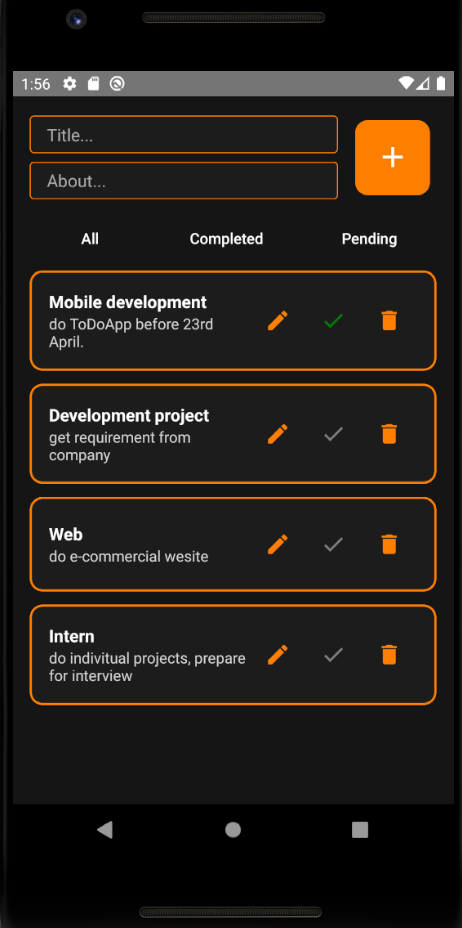 1:56
Title...
About...
All Completed Pending
Mobile development
do ToDoApp before 23rd
April.
Development project
get requirement from
company
Web
do e-commercial wesite
Intern
do indivitual projects, prepare
for interview